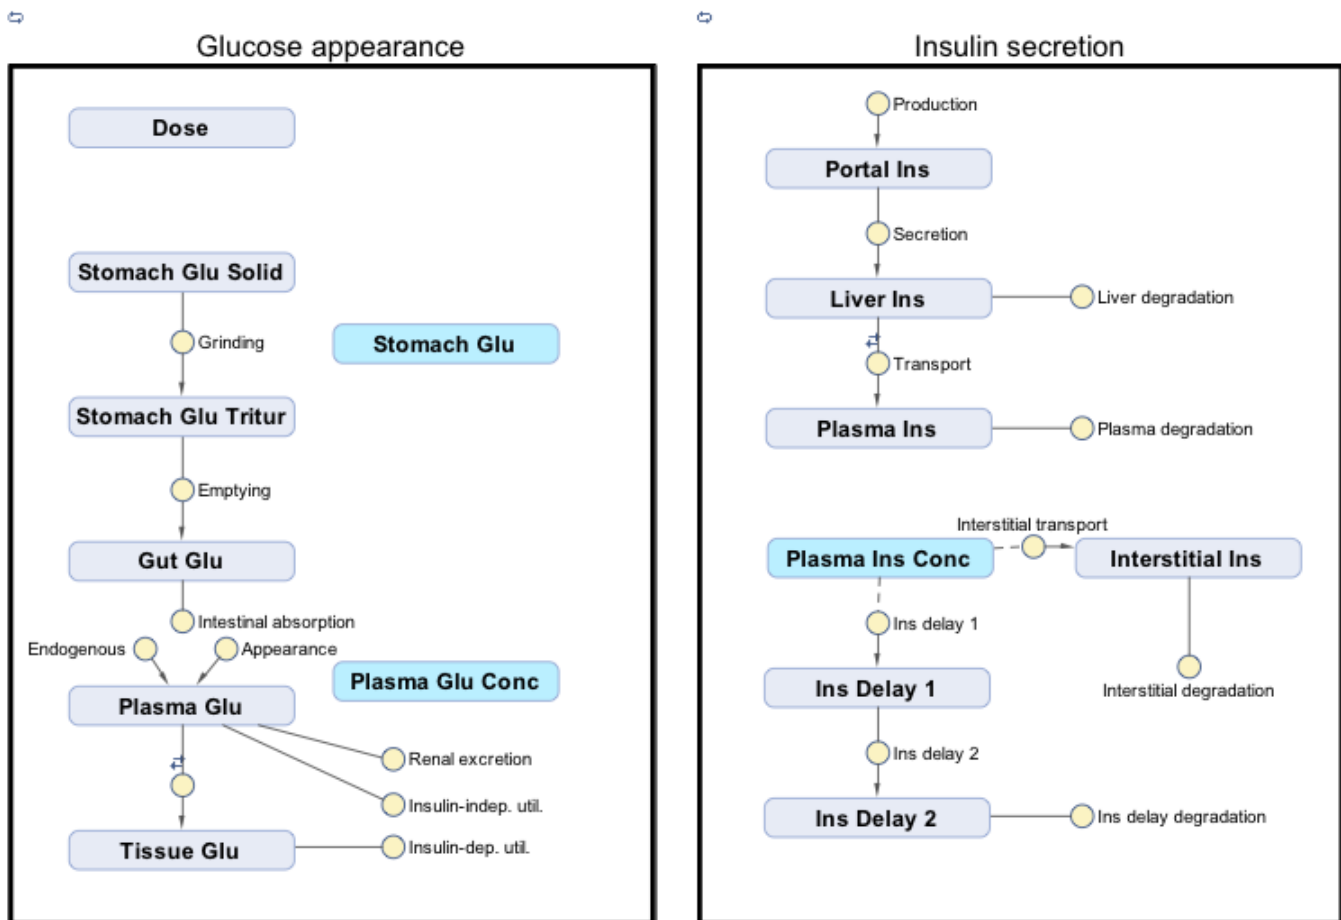 Glucose appearance
Dose
Stomach Glu Solid
Grinding
Stomach Glu
Stomach Glu Tritur
Emptying
Gut Glu
Intestinal absorption
Endogenous
Appearance
Plasma Glu Conc
Plasma Glu
Renal excretion
Insulin-indep. util.
Tissue Glu
Insulin-dep. util.
Insulin secretion
Production
Portal Ins
Secretion
Liver Ins
Liver degradation
Transport
Plasma Ins
Plasma degradation
Interstitial transport
Plasma Ins Conc
Interstitial Ins
Ins delay 1
Ins Delay 1
Interstitial degradation
Ins delay 2
Ins Delay 2
Ins delay degradation